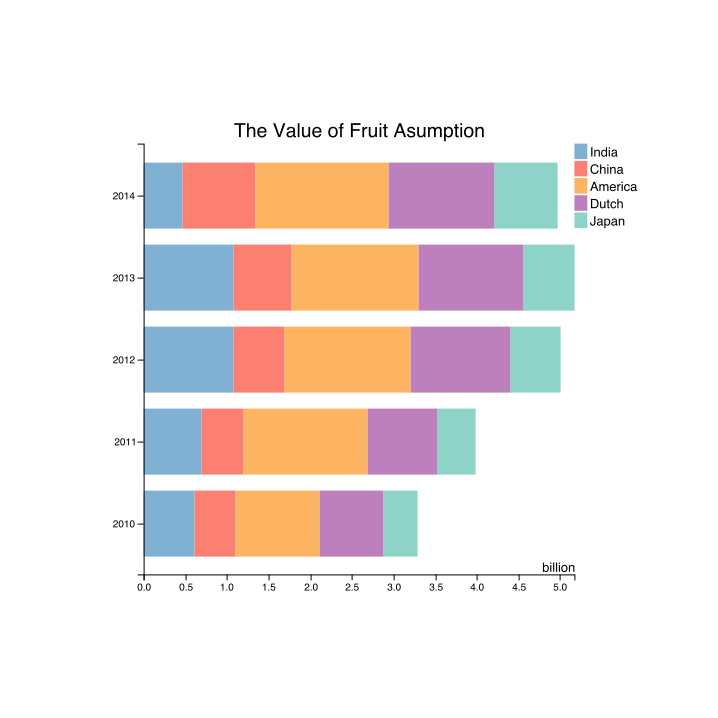 The Value of Fruit Asumption
India
China
America
Dutch
Japan
2014
2013
2012
2011
2010
billion
0.0 0.5 1.0 1.5 2.0 2.5 3.0 3.5 4.0 4.5 5.0